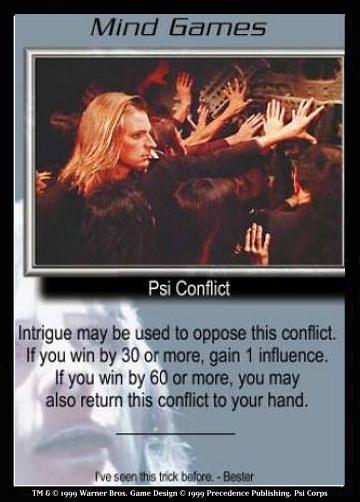 Mind Games
Psi Conflict
Intrigue may be used to oppose this conflict.
If you win by 30 or more, gain 1 influence.
If you win by 60 or more, you may
also return this conflict to your hand.
I've seen this trick before. - Bester
TM & © 1999 Warner Bros. Game Design © 1999 Precedence Publishing. Psi Corps